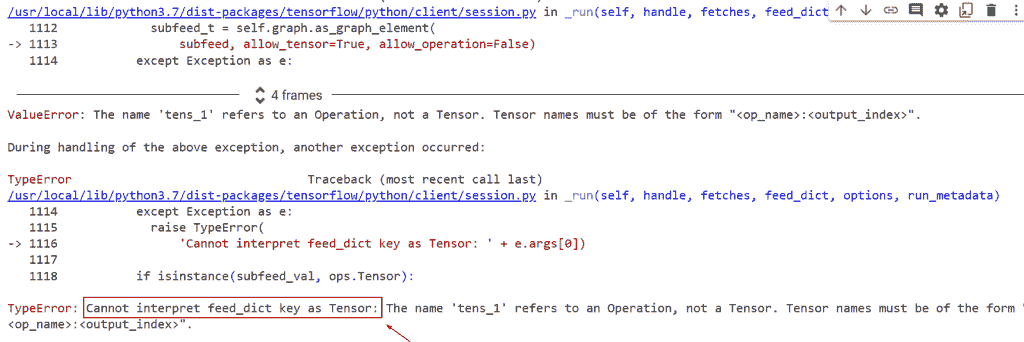 /usr/local/lib/python3.7/dist-packages/tensorflow/python/client/session.py in _run(self, handle, fetches, feed_dict
1112 subfeed_t = self.graph.as_graph_element(
-> 1113 subfeed, allow_tensor=True, allow_operation=False)
1114 except Exception as e:
4 frames
ValueError: The name 'tens_1' refers to an Operation, not a Tensor. Tensor names must be of the form "<op_name>:<output_index>".
During handling of the above exception, another exception occurred:
TypeError Traceback (most recent call last)
/usr/local/lib/python3.7/dist-packages/tensorflow/python/client/session.py in _run(self, handle, fetches, feed_dict, options, run_metadata)
1114 except Exception as e:
1115 raise TypeError(
-> 1116 'Cannot interpret feed_dict key as Tensor: ' + e.args[0])
1117
1118 if isinstance(subfeed_val, ops.Tensor):
TypeError: Cannot interpret feed_dict key as Tensor: The name 'tens_1' refers to an Operation, not a Tensor. Tensor names must be of the form "
<op_name>:<output_index>".